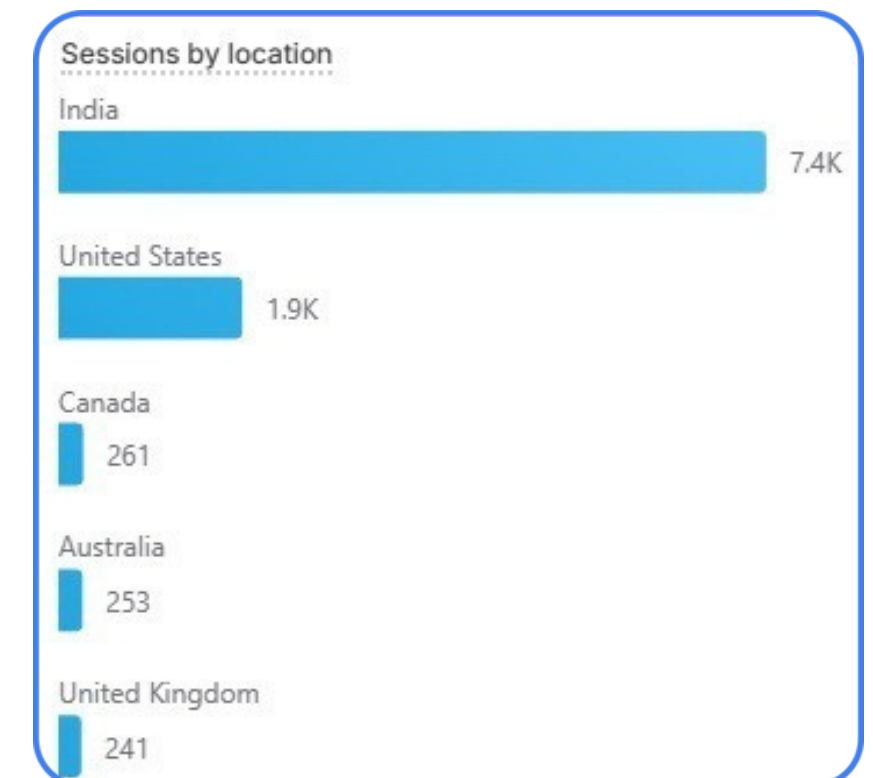 Sessions by location
India
7.4K
United States
1.9K
Canada
261
Australia
253
United Kingdom
241